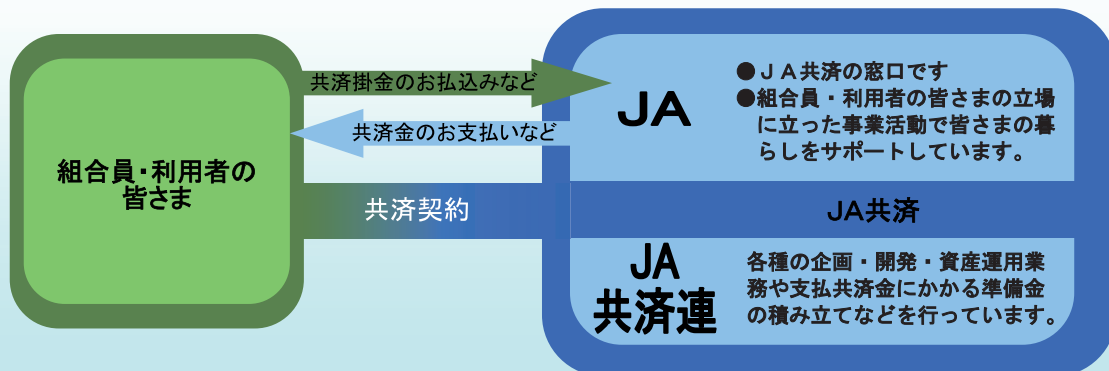 組合員・利用者の
皆さま
共済掛金のお払込みなど
共済金のお支払いなど
共済契約
JA
●JA共済の窓口です
●組合員・利用者の皆さまの立場
に立った事業活動で皆さまの暮
らしをサポートしています。
JA共済
JA
共済連
各種の企画・開発・資産運用業
務や支払共済金にかかる準備金
の積み立てなどを行っています。